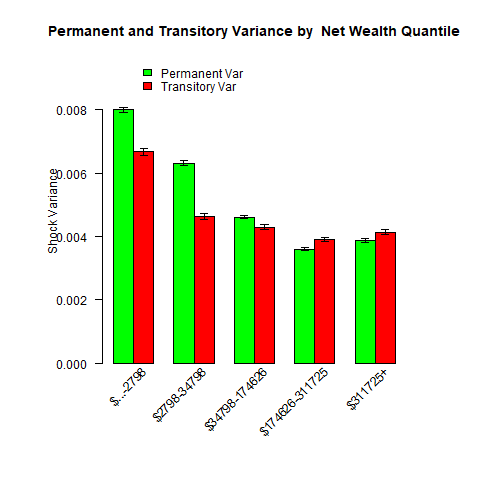 Permanent and Transitory Variance by Net Wealth Quantile
Permanent Var
Transitory Var
Shock Variance
0.008
0.006
0.004
0.002
0.000
$...-2798
$2798-34798
$34798-174626
$174626-311725
$311725+